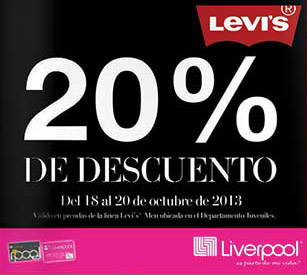 LEVI'S
20%
DE DESCUENTO
Del 18 al 20 de octubre de 2013
Válido en prendas de la línea Levi's® Men ubicada en el Departamento Juveniles.
Liverpool
es parte de mi vida